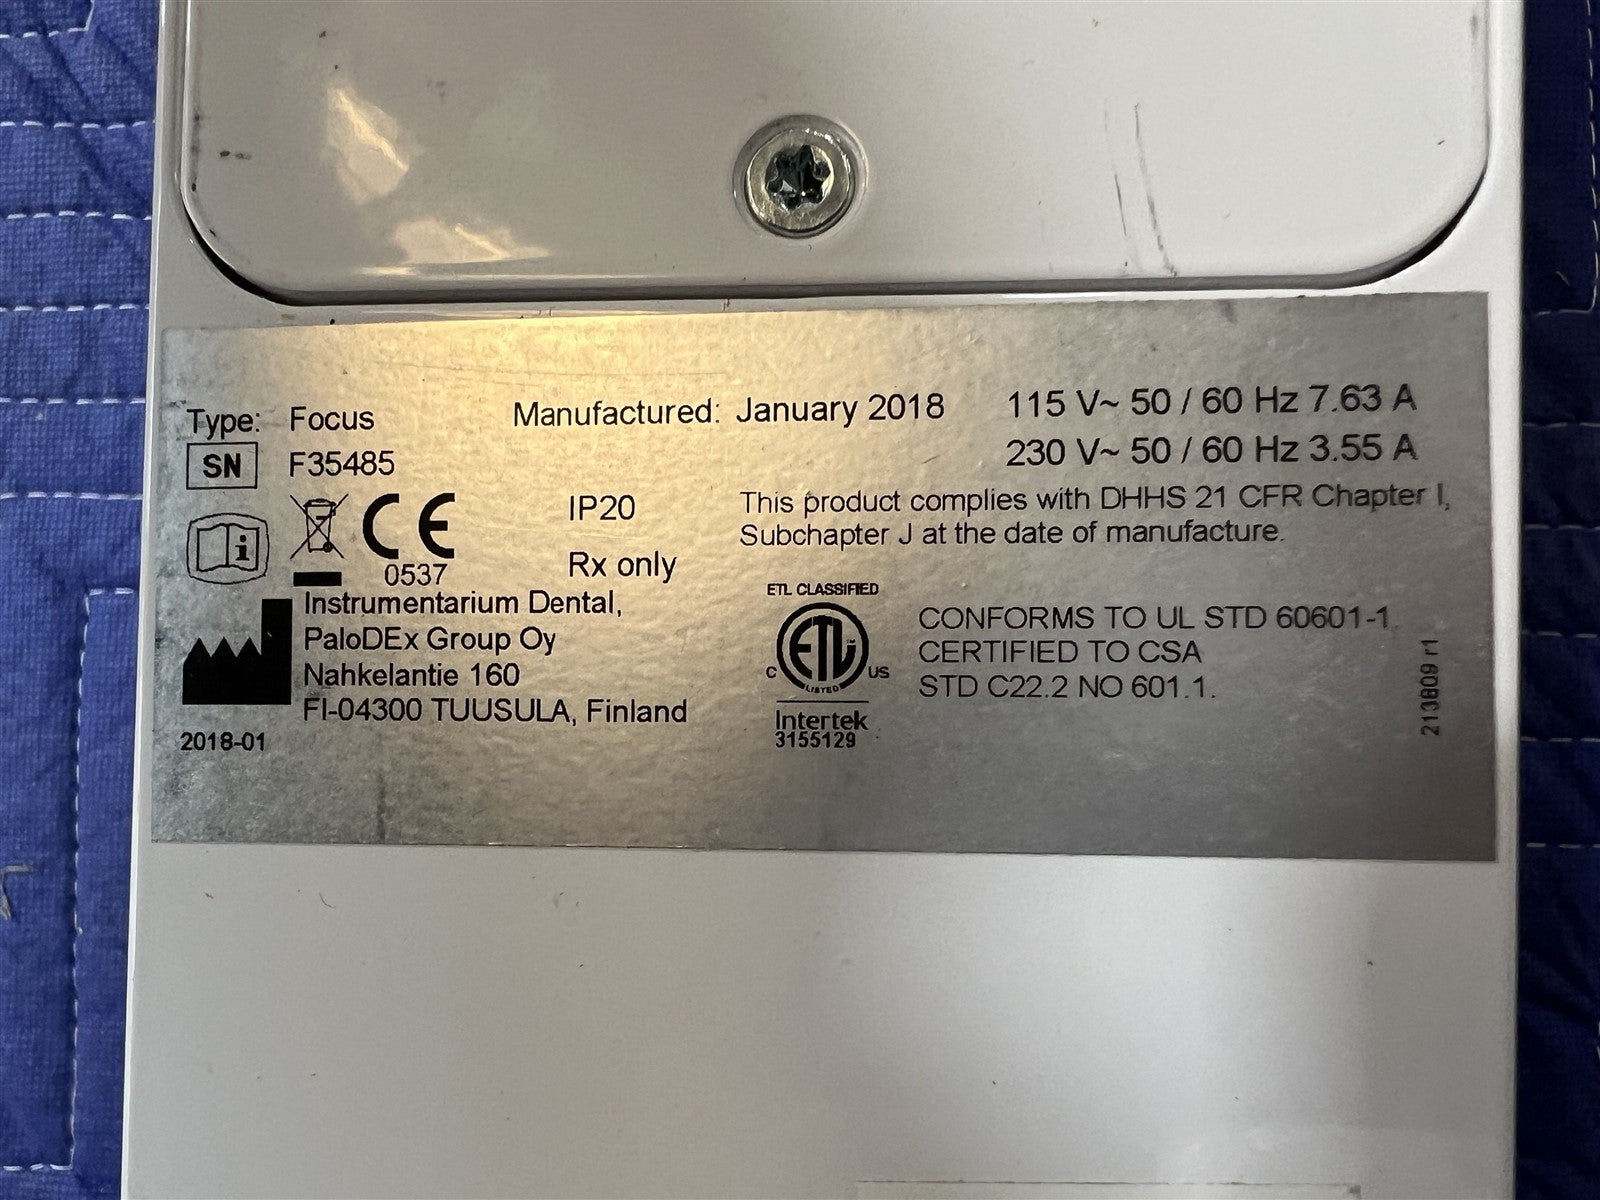 Type: Focus
Manufactured: January 2018
115 V~ 50 / 60 Hz 7.63 A
230 V~ 50 / 60 Hz 3.55 A
SN F35485
IP20
This product complies with DHHS 21 CFR Chapter I,
Subchapter J at the date of manufacture.
i
CE
0537
Rx only
Instrumentarium Dental,
PaloDEx Group Oy
Nahkelantie 160
FI-04300 TUUSULA, Finland
2018-01
ETL CLASSIFIED
C ETL US
LISTED
Intertek
3155129
CONFORMS TO UL STD 60601-1.
CERTIFIED TO CSA
STD C22.2 NO 601.1.
213809 r1